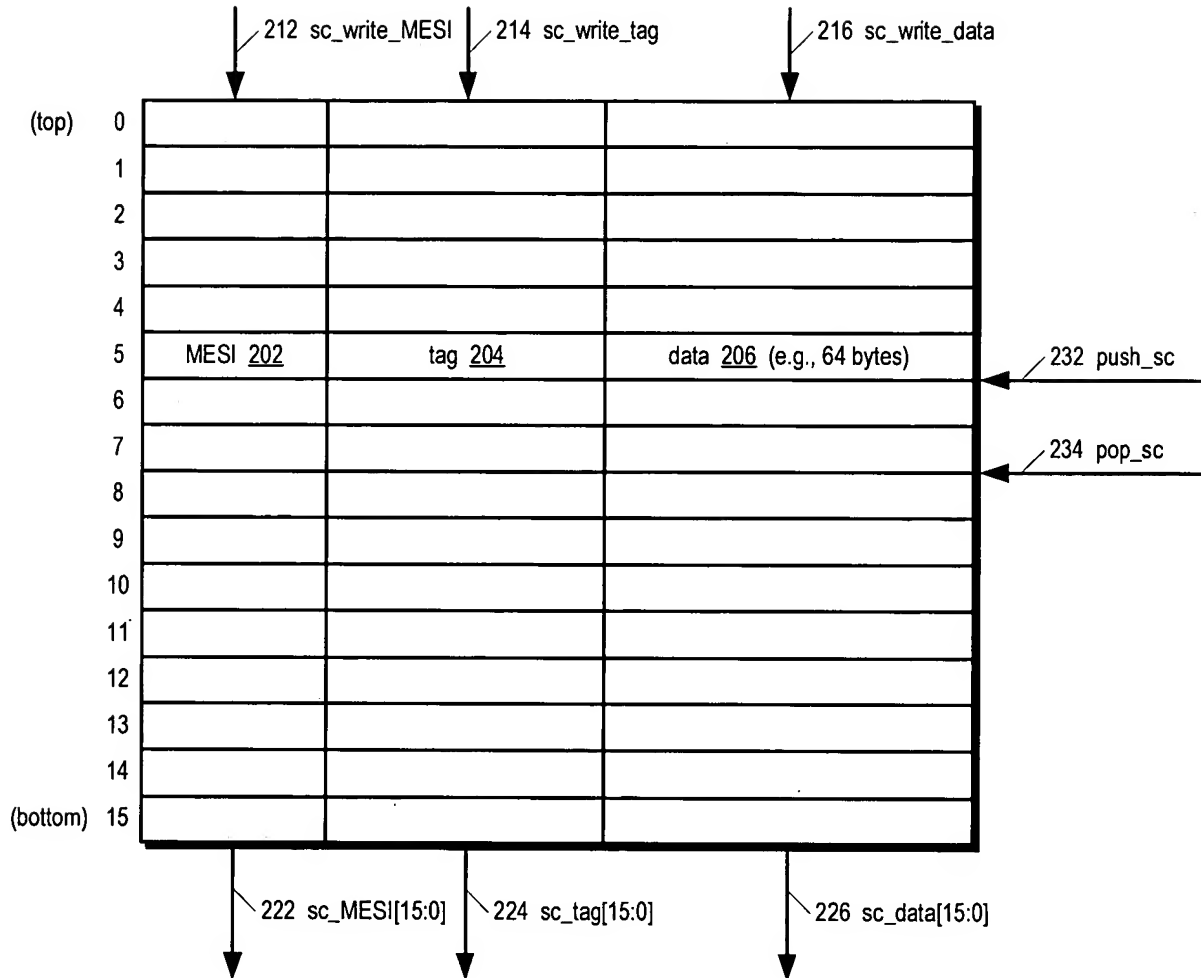 212 sc_write_MESI 214 sc_write_tag 216 sc_write_data
(top) 0
1
2
3
4
5 MESI 202 tag 204 data 206 (e.g., 64 bytes)
232 push_sc
6
7
234 pop_sc
8
9
10
11
12
13
14
(bottom) 15
222 sc_MESI[15:0] 224 sc_tag[15:0] 226 sc_data[15:0]